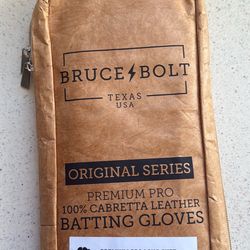 BRUCE BOLT
TEXAS
USA
ORIGINAL SERIES
PREMIUM PRO
100% CABRETTA LEATHER
BATTING GLOVES